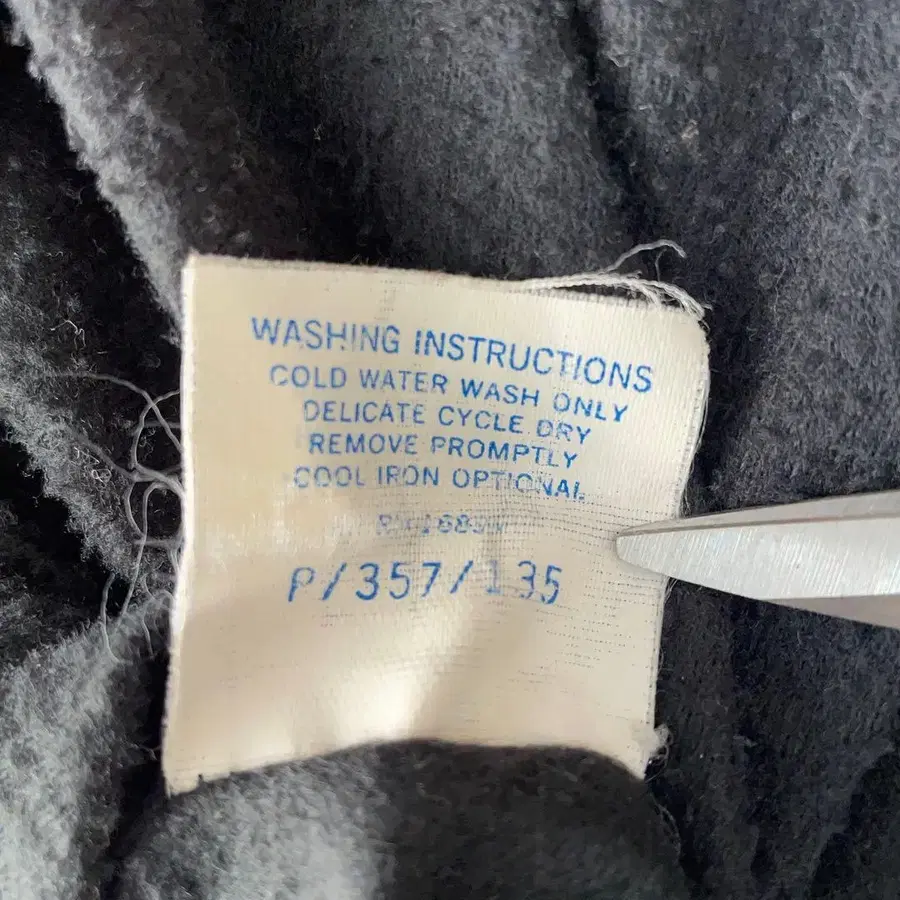 WASHING INSTRUCTIONS
COLD WATER WASH ONLY
DELICATE CYCLE DRY
REMOVE PROMPTLY
COOL IRON OPTIONAL
P/357/135